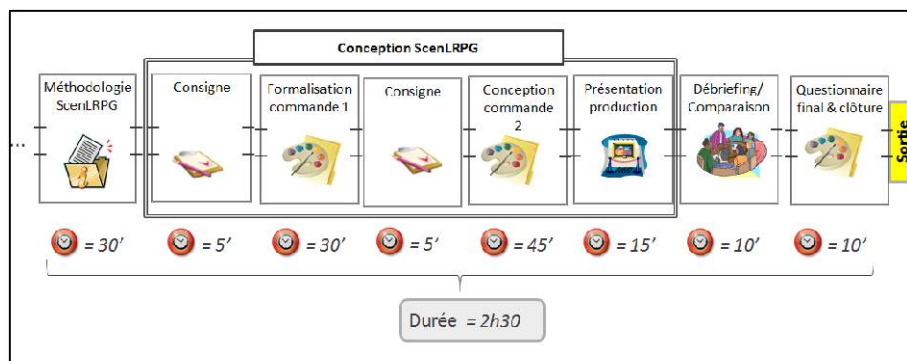 Conception ScenLRPG
Méthodologie
ScenLRPG
Consigne
Formalisation
commande 1
Consigne
Conception
commande
2
Présentation
production
Débriefing/
Comparaison
Questionnaire
final & clôture
...
Sortie
= 30'
= 5'
= 30'
= 5'
= 45'
= 15'
= 10'
= 10'
Durée = 2h30